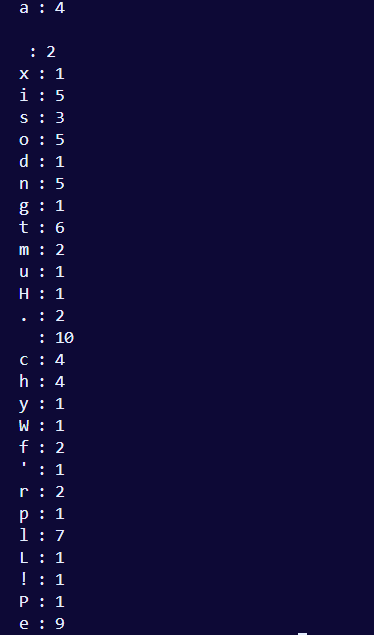 a : 4
 : 2
x : 1
i : 5
s : 3
o : 5
d : 1
n : 5
g : 1
t : 6
m : 2
u : 1
H : 1
. : 2
  : 10
c : 4
h : 4
y : 1
W : 1
f : 2
' : 1
r : 2
p : 1
l : 7
L : 1
! : 1
P : 1
e : 9